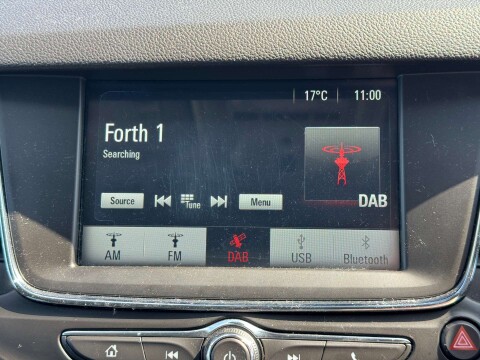 17°C 11:00
Forth 1
Searching
Source Tune Menu
DAB
AM FM DAB USB Bluetooth